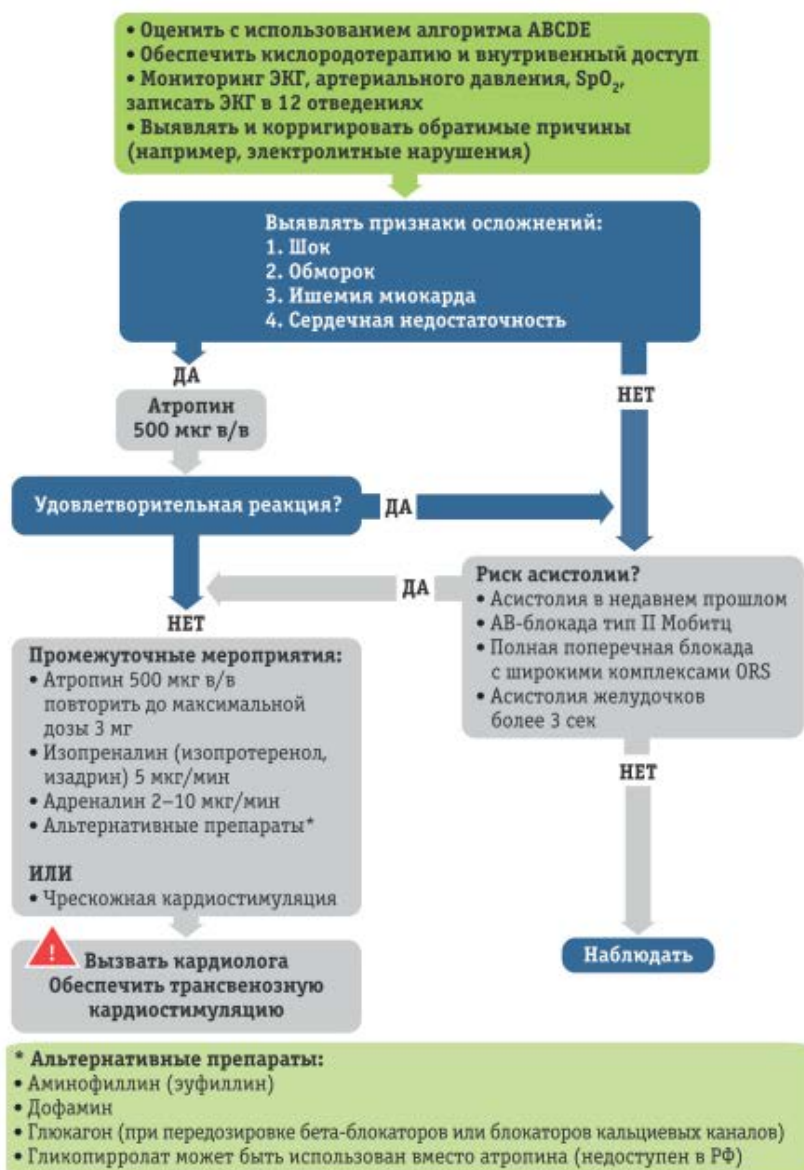 • Оценить с использованием алгоритма ABCDE
• Обеспечить кислородотерапию и внутривенный доступ
• Мониторинг ЭКГ, артериального давления, SpO₂,
записать ЭКГ в 12 отведениях
• Выявлять и корригировать обратимые причины
(например, электролитные нарушения)
Выявлять признаки осложнений:
1. Шок
2. Обморок
3. Ишемия миокарда
4. Сердечная недостаточность
ДА
НЕТ
Атропин
500 мкг в/в
Удовлетворительная реакция?
ДА
Риск асистолии?
• Асистолия в недавнем прошлом
• АВ-блокада тип II Мобитц
• Полная поперечная блокада
с широкими комплексами ORS
• Асистолия желудочков
более 3 сек
ДА
НЕТ
Промежуточные мероприятия:
• Атропин 500 мкг в/в
повторить до максимальной
дозы 3 мг
• Изопреналин (изопротеренол,
изадрин) 5 мкг/мин
• Адреналин 2–10 мкг/мин
• Альтернативные препараты*
ИЛИ
• Чрескожная кардиостимуляция
НЕТ
Наблюдать
!
Вызвать кардиолога
Обеспечить трансвенозную
кардиостимуляцию
* Альтернативные препараты:
• Аминофиллин (эуфиллин)
• Дофамин
• Глюкагон (при передозировке бета-блокаторов или блокаторов кальциевых каналов)
• Гликопирролат может быть использован вместо атропина (недоступен в РФ)